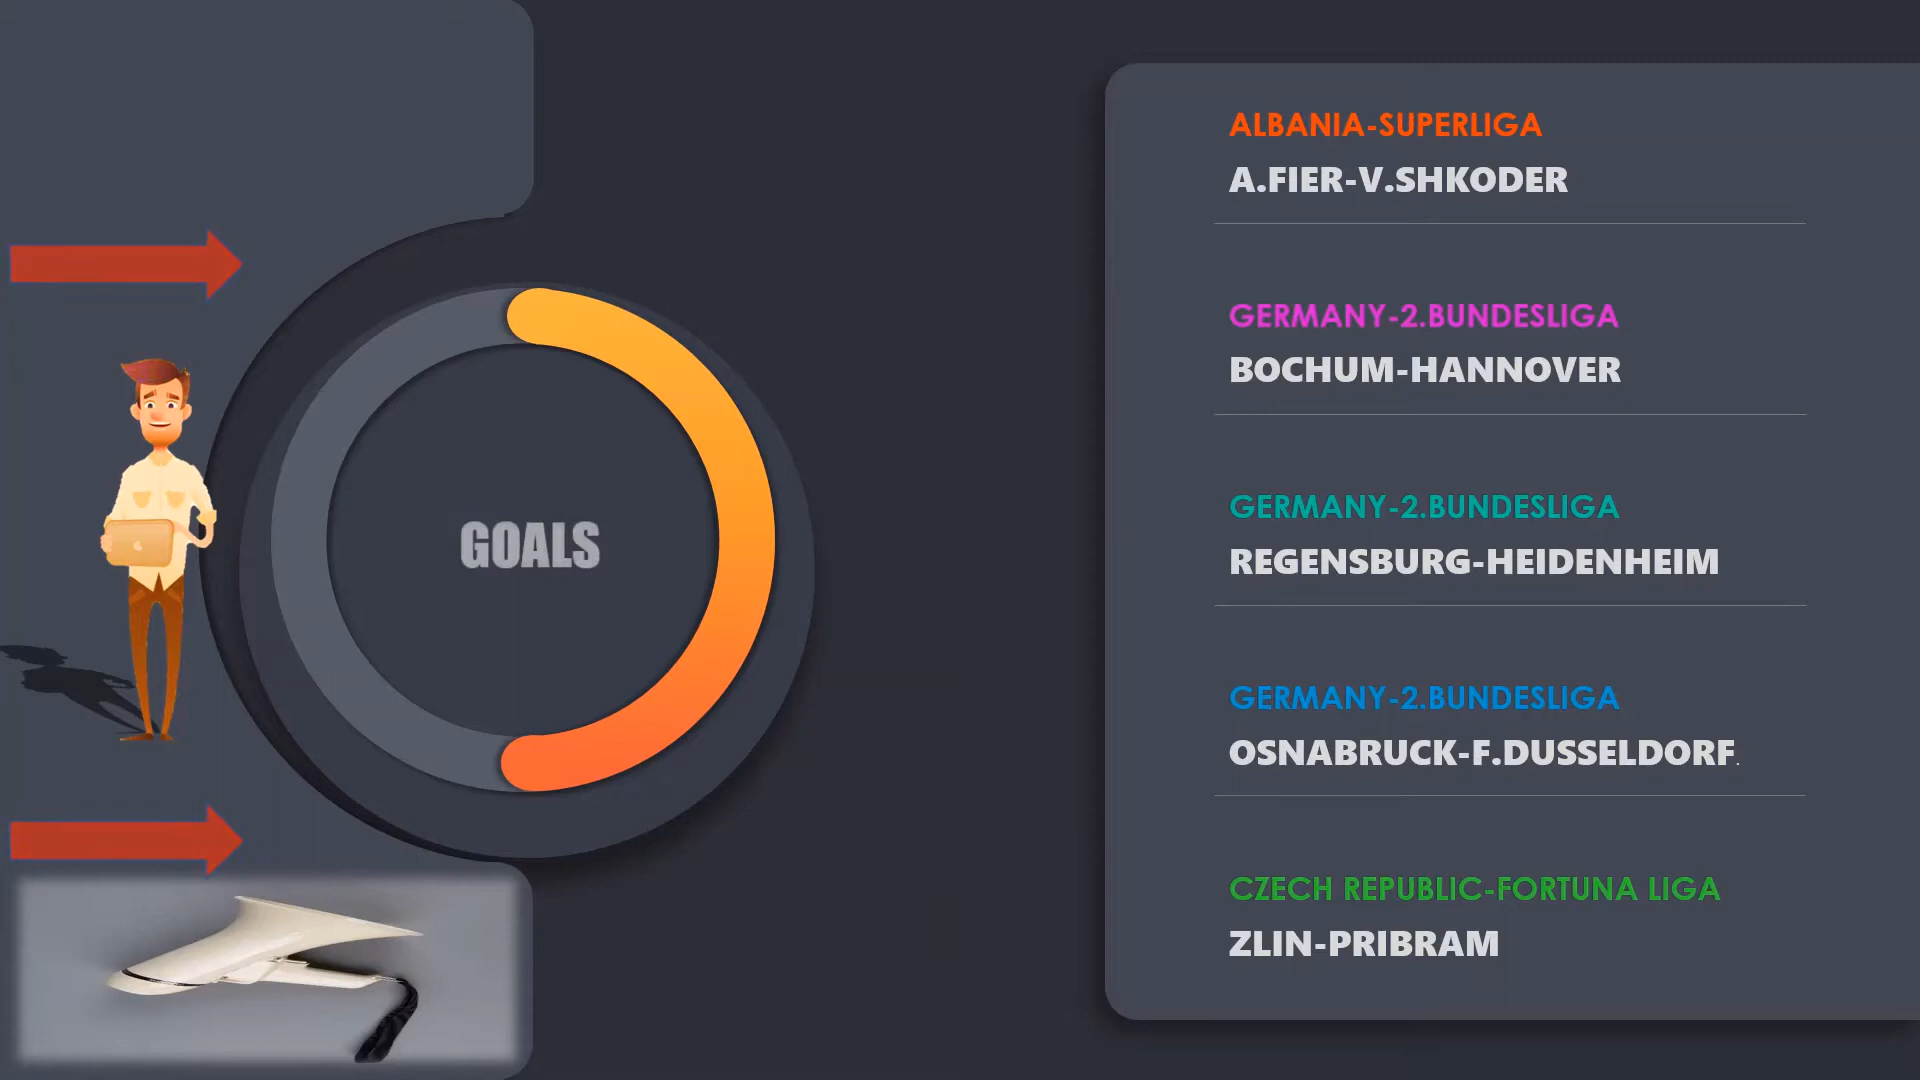 GOALS
ALBANIA-SUPERLIGA
A.FIER-V.SHKODER
GERMANY-2.BUNDESLIGA
BOCHUM-HANNOVER
GERMANY-2.BUNDESLIGA
REGENSBURG-HEIDENHEIM
GERMANY-2.BUNDESLIGA
OSNABRUCK-F.DUSSELDORF.
CZECH REPUBLIC-FORTUNA LIGA
ZLIN-PRIBRAM